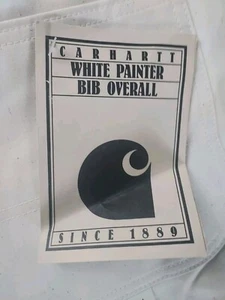 CARHARTT
WHITE PAINTER
BIB OVERALL
SINCE 1889